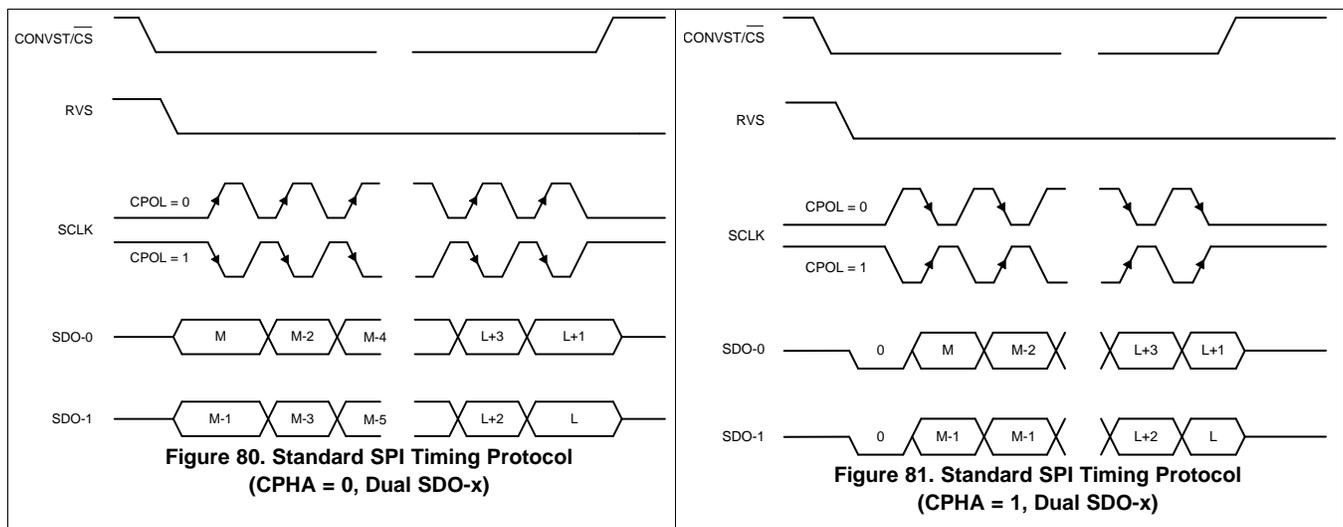 CONVST/CS
RVS
CPOL = 0
SCLK
CPOL = 1
SDO-0 M M-2 M-4 L+3 L+1
SDO-1 M-1 M-3 M-5 L+2 L
Figure 80. Standard SPI Timing Protocol
(CPHA = 0, Dual SDO-x)
CONVST/CS
RVS
CPOL = 0
SCLK
CPOL = 1
SDO-0 0 M M-2 L+3 L+1
SDO-1 0 M-1 M-1 L+2 L
Figure 81. Standard SPI Timing Protocol
(CPHA = 1, Dual SDO-x)